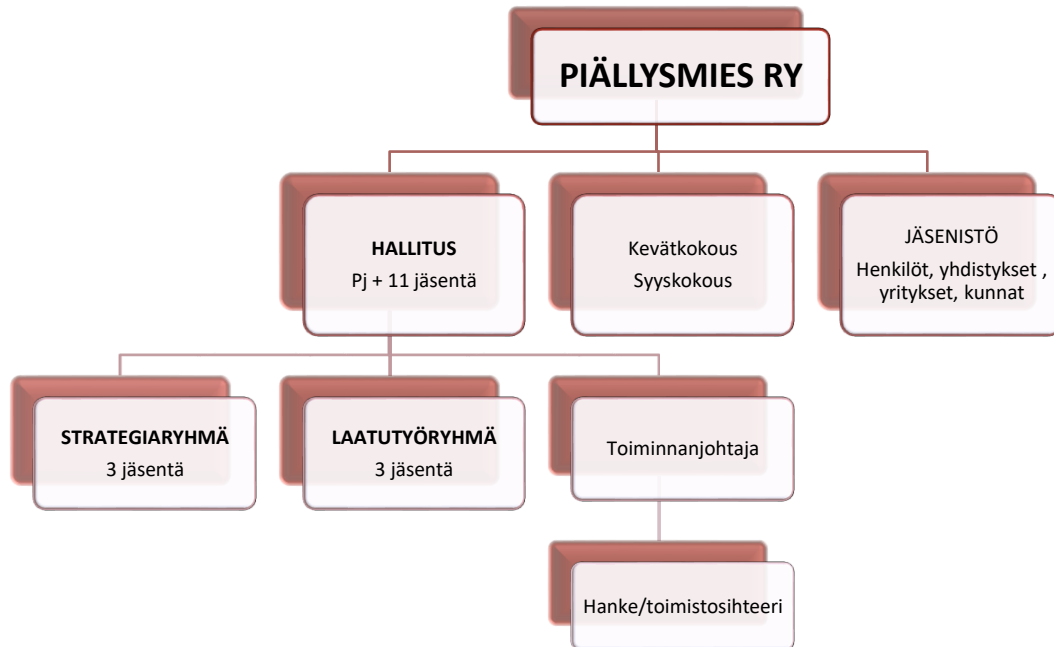 PIÄLLYSMIES RY
HALLITUS
Pj + 11 jäsentä
Kevätkokous
Syyskokous
JÄSENISTÖ
Henkilöt, yhdistykset ,
yritykset, kunnat
STRATEGIARYHMÄ
3 jäsentä
LAATUTYÖRYHMÄ
3 jäsentä
Toiminnanjohtaja
Hanke/toimistosihteeri